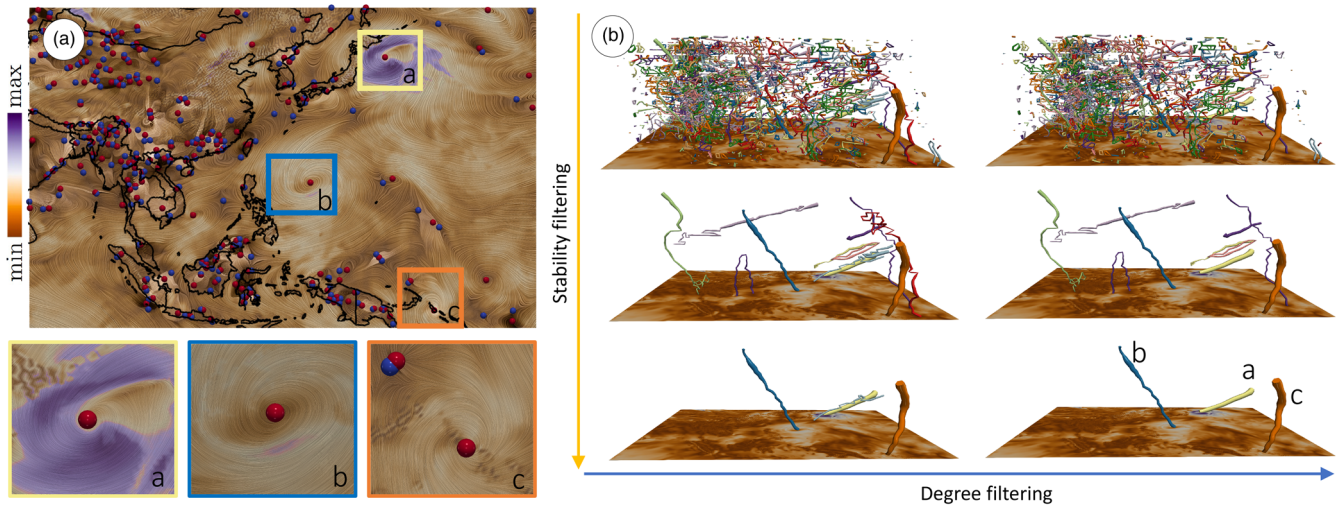 (a)
max
min
a
b
c
a
b
c
(b)
Stability filtering
b
a
c
Degree filtering